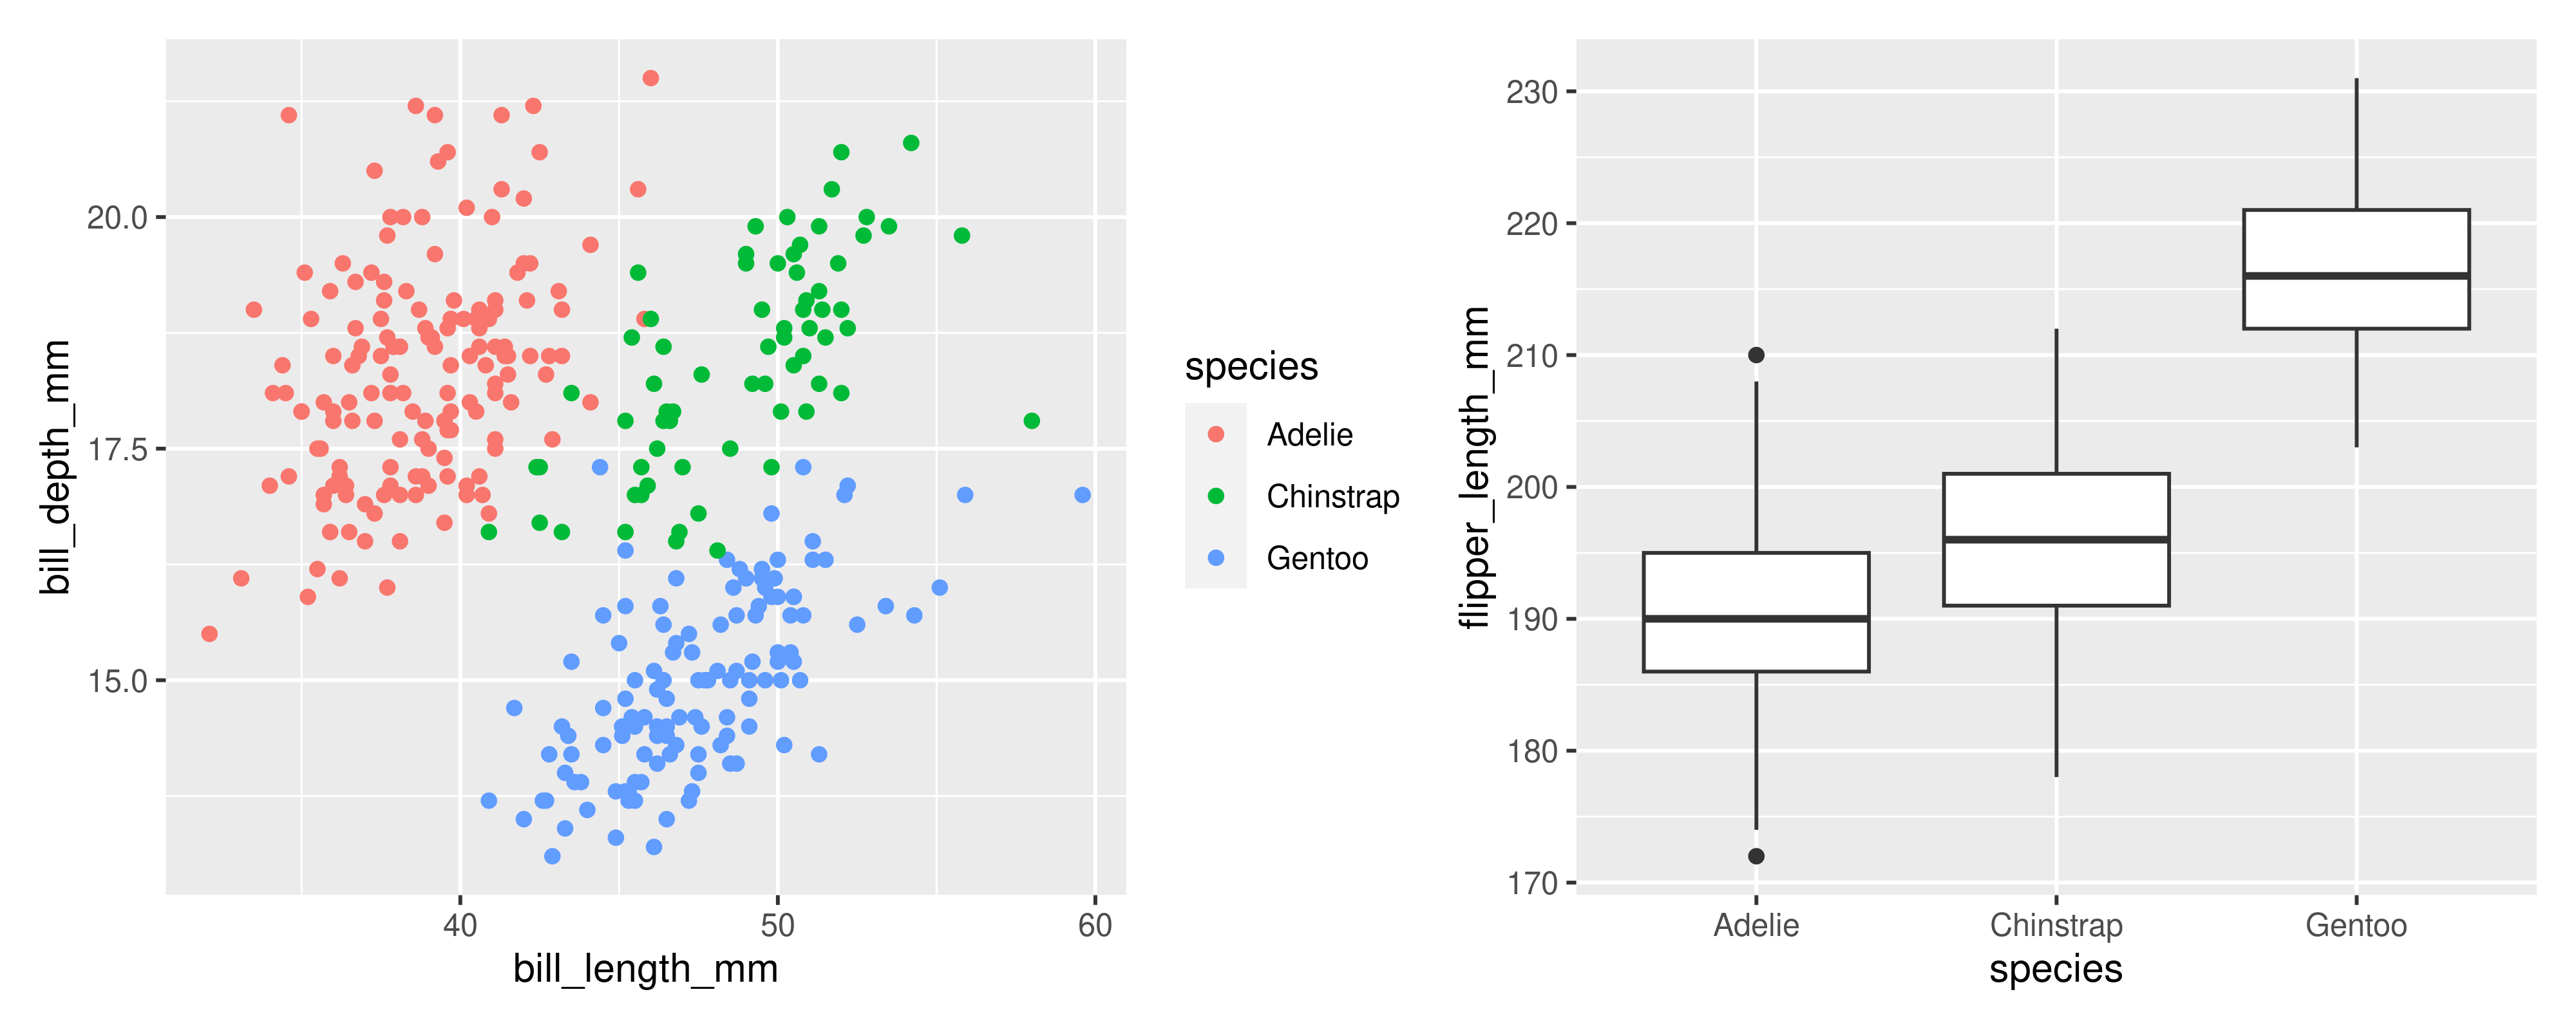 bill_depth_mm
20.0
17.5
15.0
40 50 60
bill_length_mm
species
Adelie
Chinstrap
Gentoo
flipper_length_mm
230
220
210
200
190
180
170
Adelie Chinstrap Gentoo
species